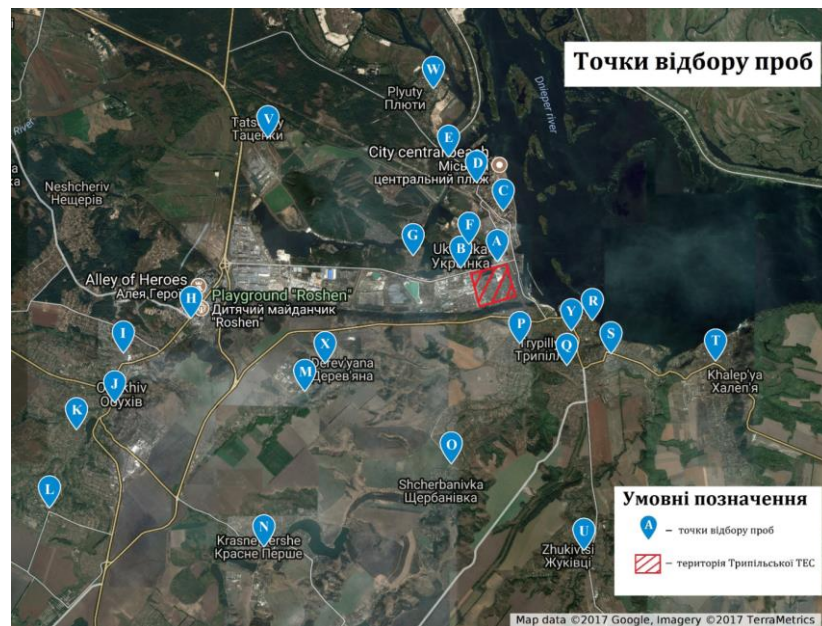 Точки відбору проб
W
Plyuty
Плюти
Dnieper river
V
Tatsenky
Таценки
E
City central beach
D
Міський
центральний пляж
C
River
Neshcheriv
Нещерів
G
F
B
A
Ukrainka
Українка
Alley of Heroes
Алея Героїв
H
Playground "Roshen"
Дитячий майданчик
"Roshen"
R
Y
P
S
I
X
Q
T
Trypillya
Трипілля
Derev'yana
Дерев'яна
M
Khalep'ya
Халеп'я
J
Obukhiv
Обухів
K
O
Shcherbanivka
Щербанівка
L
N
Krasne Pershe
Красне Перше
U
Zhukivtsi
Жуківці
Умовні позначення
A
– точки відбору проб
– територія Трипільської ТЕС
Map data ©2017 Google, Imagery ©2017 TerraMetrics